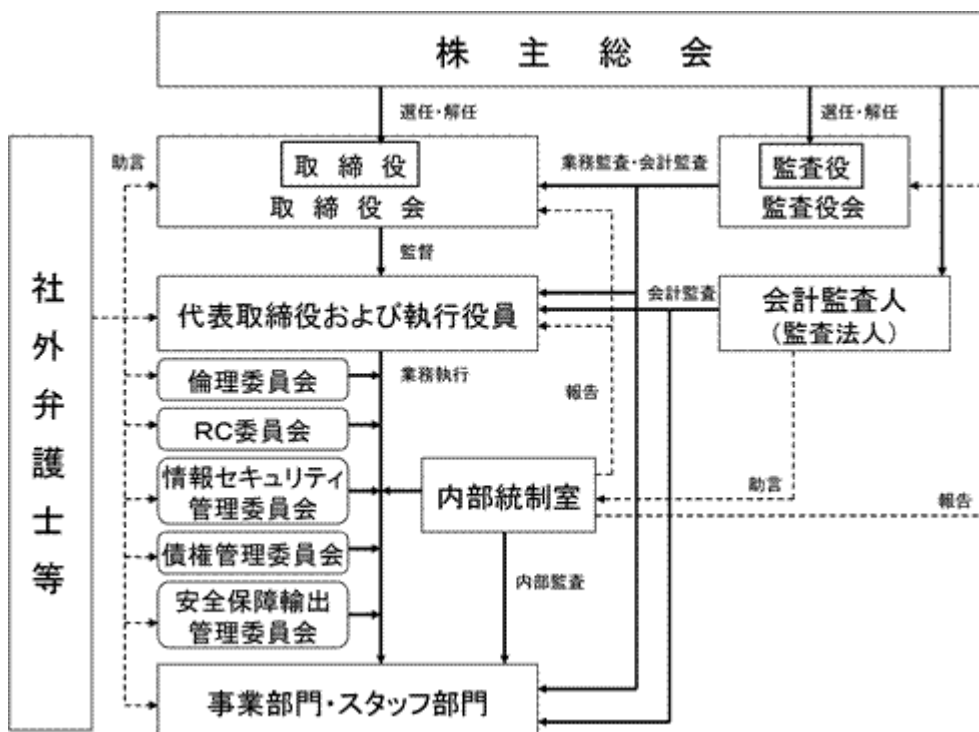 株主総会
選任・解任
選任・解任
助言
取締役
取締役会
業務監査・会計監査
監査役
監査役会
監督
社外弁護士等
代表取締役および執行役員
会計監査
会計監査人
（監査法人）
倫理委員会
業務執行
報告
RC委員会
情報セキュリティ
管理委員会
内部統制室
助言
報告
債権管理委員会
内部監査
安全保障輸出
管理委員会
事業部門・スタッフ部門